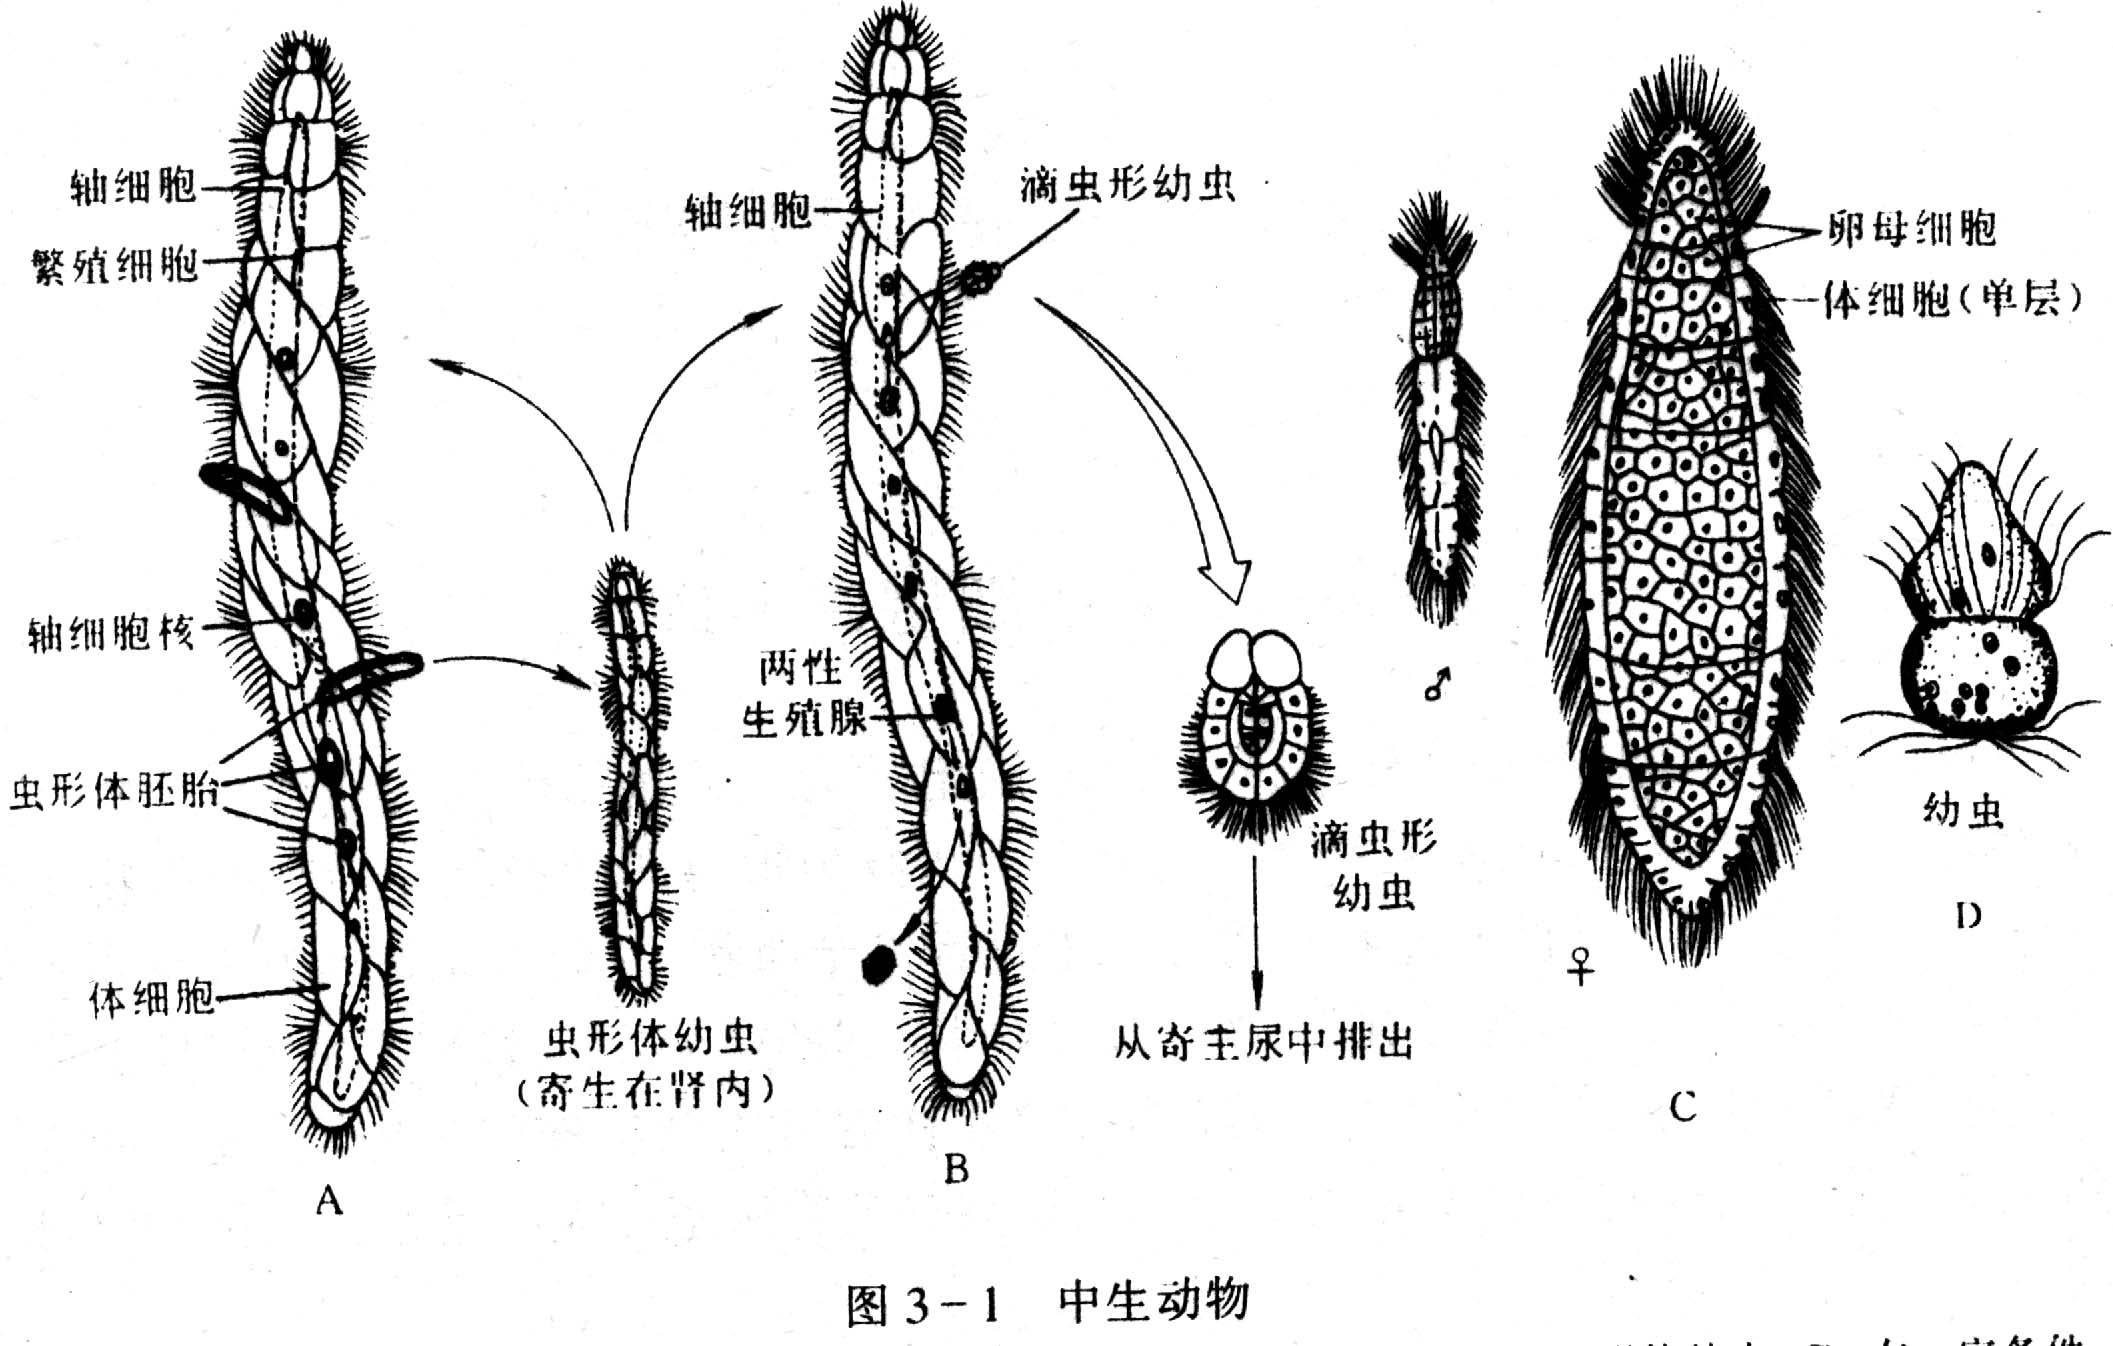 轴细胞
繁殖细胞
轴细胞核
虫形体胚胎
体细胞
A
虫形体幼虫
(寄生在肾内)
轴细胞
滴虫形幼虫
两性
生殖腺
B
滴虫形
幼虫
从寄主尿中排出
♂
♀
卵母细胞
体细胞(单层)
C
幼虫
D
图 3-1 中生动物